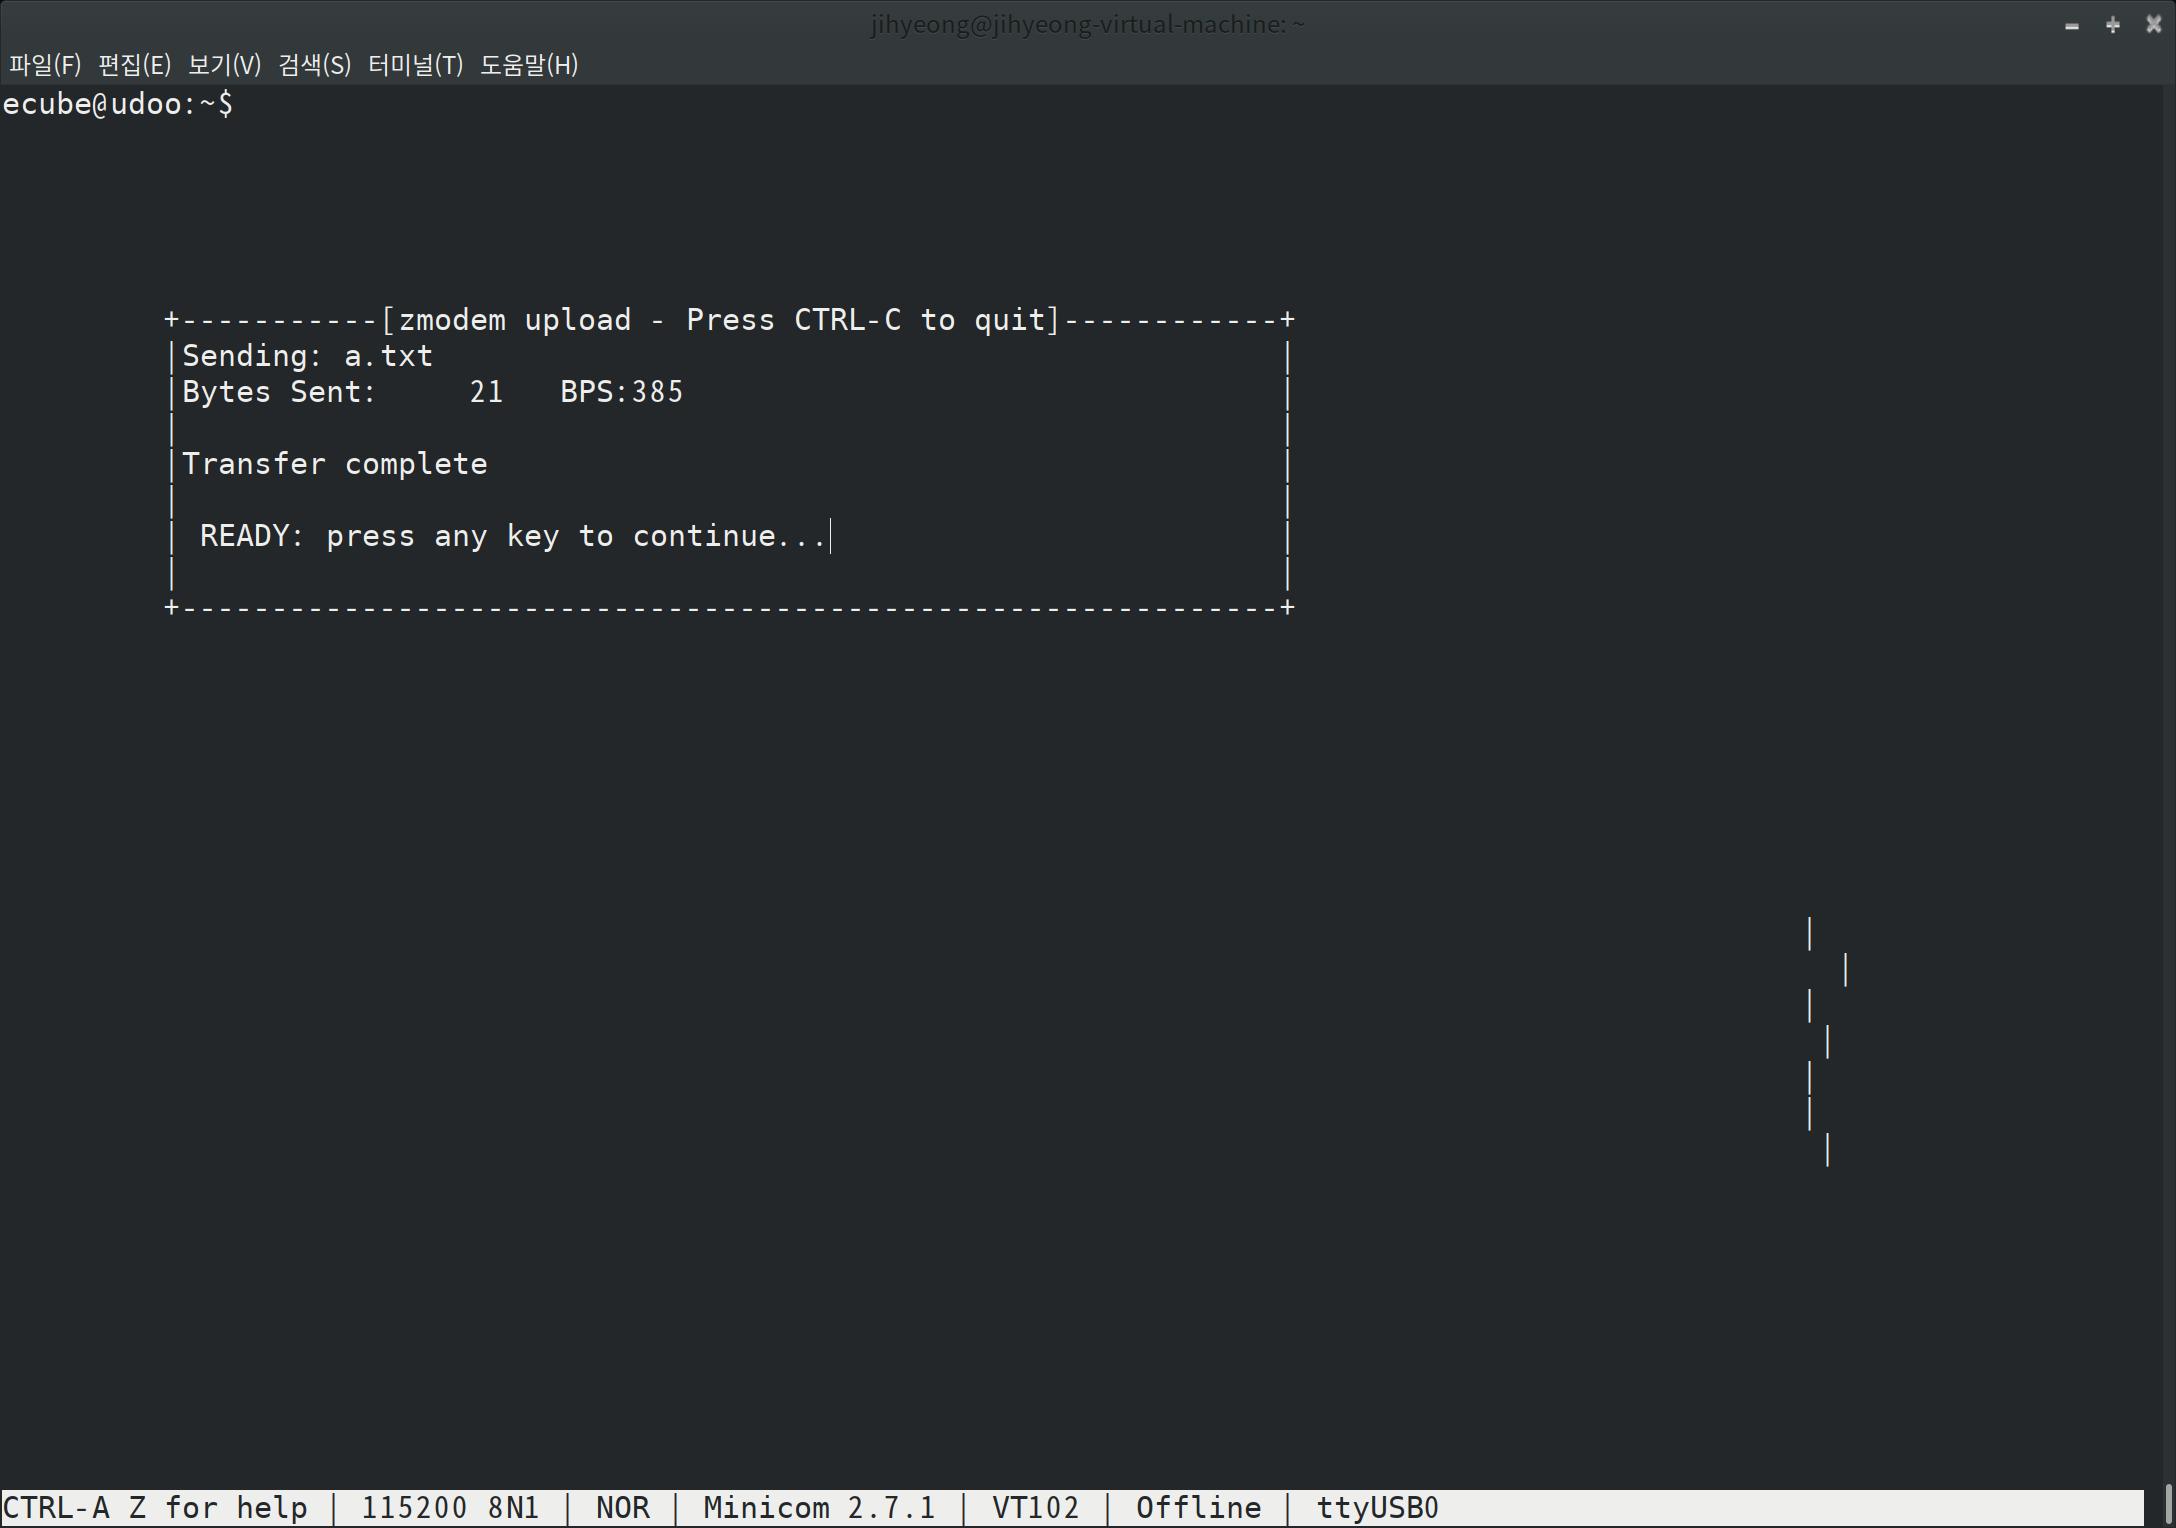 jihyeong@jihyeong-virtual-machine: ~
파일(F) 편집(E) 보기(V) 검색(S) 터미널(T) 도움말(H)
ecube@udoo:~$
+-----------[zmodem upload - Press CTRL-C to quit]------------+
|Sending: a.txt                                               |
|Bytes Sent:     21   BPS:385                                 |
|                                                             |
|Transfer complete                                            |
|                                                             |
| READY: press any key to continue...                         |
|                                                             |
+-------------------------------------------------------------+
|
|
|
|
|
|
|
CTRL-A Z for help | 115200 8N1 | NOR | Minicom 2.7.1 | VT102 | Offline | ttyUSB0